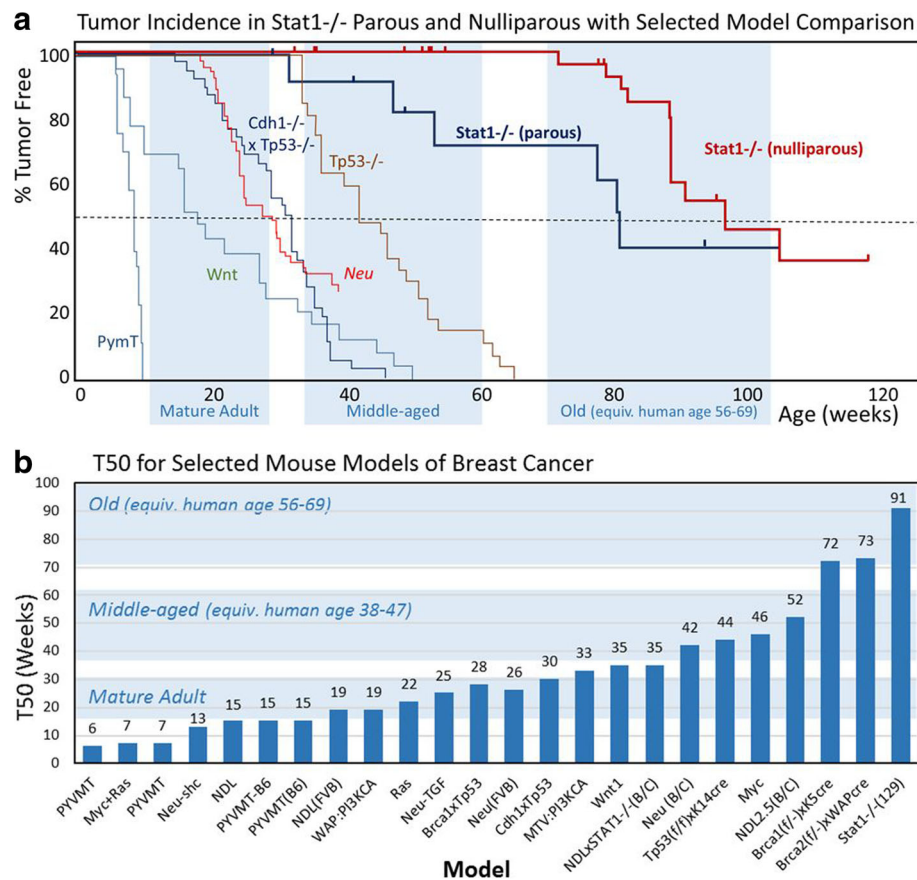 a Tumor Incidence in Stat1-/- Parous and Nulliparous with Selected Model Comparison
% Tumor Free
100
80
60
40
20
0
Cdh1-/-
x Tp53-/-
Tp53-/-
Stat1-/- (parous)
Stat1-/- (nulliparous)
Wnt
Neu
PymT
0 20 40 60 80 100 120
Mature Adult Middle-aged Old (equiv. human age 56-69) Age (weeks)
b T50 for Selected Mouse Models of Breast Cancer
T50 (Weeks)
100
90
80
70
60
50
40
30
20
10
0
Old (equiv. human age 56-69)
Middle-aged (equiv. human age 38-47)
Mature Adult
6 7 7 13 15 15 15 19 19 22 25 28 26 30 33 35 35 42 44 46 52 72 73 91
PYVMT
Myc+Ras
PYVMT
Neu-shc
NDL
PYVMT-B6
PYVMT(B6)
NDL(FVB)
WAP:PI3KCA
Ras
Neu-TGF
Brca1xTp53
Neu(FVB)
Cdh1xTp53
MTV:PI3KCA
Wnt1
NDLxSTAT1-/-(B/C)
Neu (B/C)
Tp53(f/f)xK14cre
Myc
NDL2.5(B/C)
Brca1(f/-)xK5cre
Brca2(f/-)xWAPcre
Stat1-/-(129)
Model